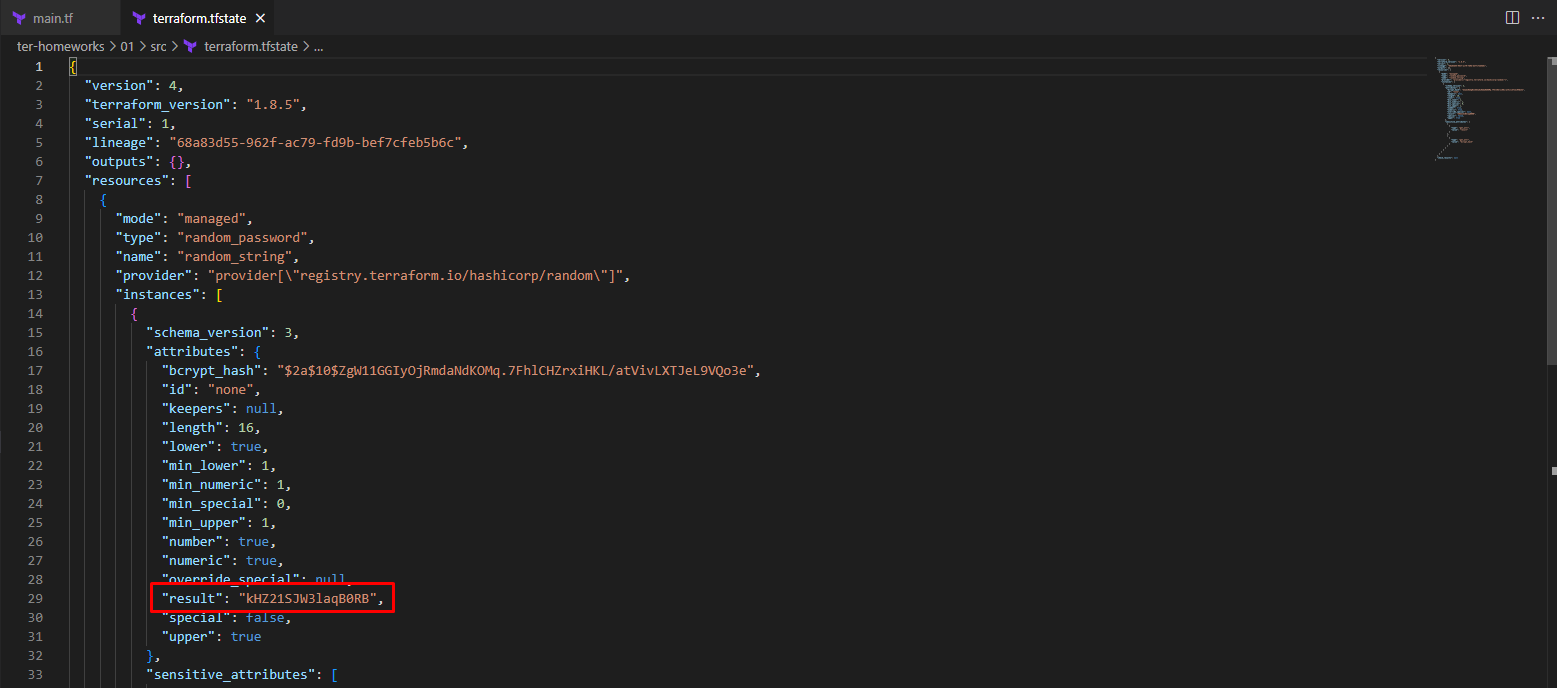 main.tf
terraform.tfstate
ter-homeworks > 01 > src > terraform.tfstate > ...
1 {
2 "version": 4,
3 "terraform_version": "1.8.5",
4 "serial": 1,
5 "lineage": "68a83d55-962f-ac79-fd9b-bef7cfeb5b6c",
6 "outputs": {},
7 "resources": [
8 {
9 "mode": "managed",
10 "type": "random_password",
11 "name": "random_string",
12 "provider": "provider[\"registry.terraform.io/hashicorp/random\"]",
13 "instances": [
14 {
15 "schema_version": 3,
16 "attributes": {
17 "bcrypt_hash": "$2a$10$ZgW11GGIyOjRmdaNdKOMq.7FhlCHZrxiHKL/atVivLXTJeL9VQo3e",
18 "id": "none",
19 "keepers": null,
20 "length": 16,
21 "lower": true,
22 "min_lower": 1,
23 "min_numeric": 1,
24 "min_special": 0,
25 "min_upper": 1,
26 "number": true,
27 "numeric": true,
28 "override_special": null,
29 "result": "kHZ21SJW3laqB0RB",
30 "special": false,
31 "upper": true
32 },
33 "sensitive_attributes": [